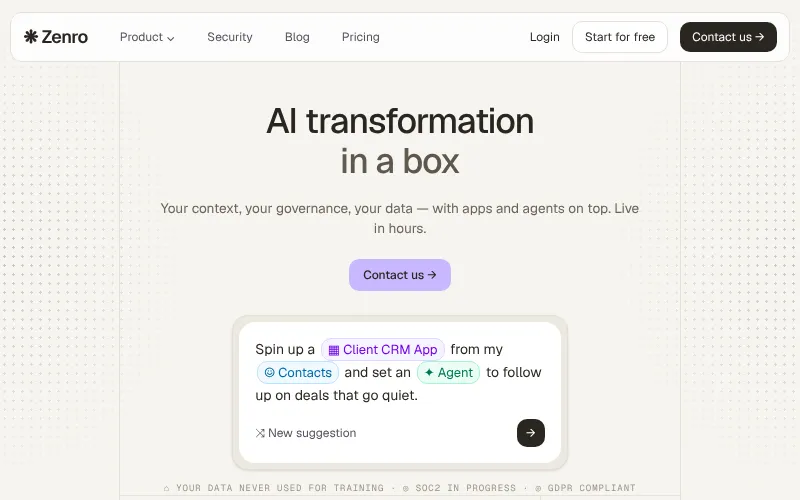 Zenro
Product
Security
Blog
Pricing
Login
Start for free
Contact us →
AI transformation
in a box
Your context, your governance, your data — with apps and agents on top. Live
in hours.
Contact us →
Spin up a Client CRM App from my
Contacts and set an Agent to follow
up on deals that go quiet.
New suggestion
YOUR DATA NEVER USED FOR TRAINING · SOC2 IN PROGRESS · GDPR COMPLIANT